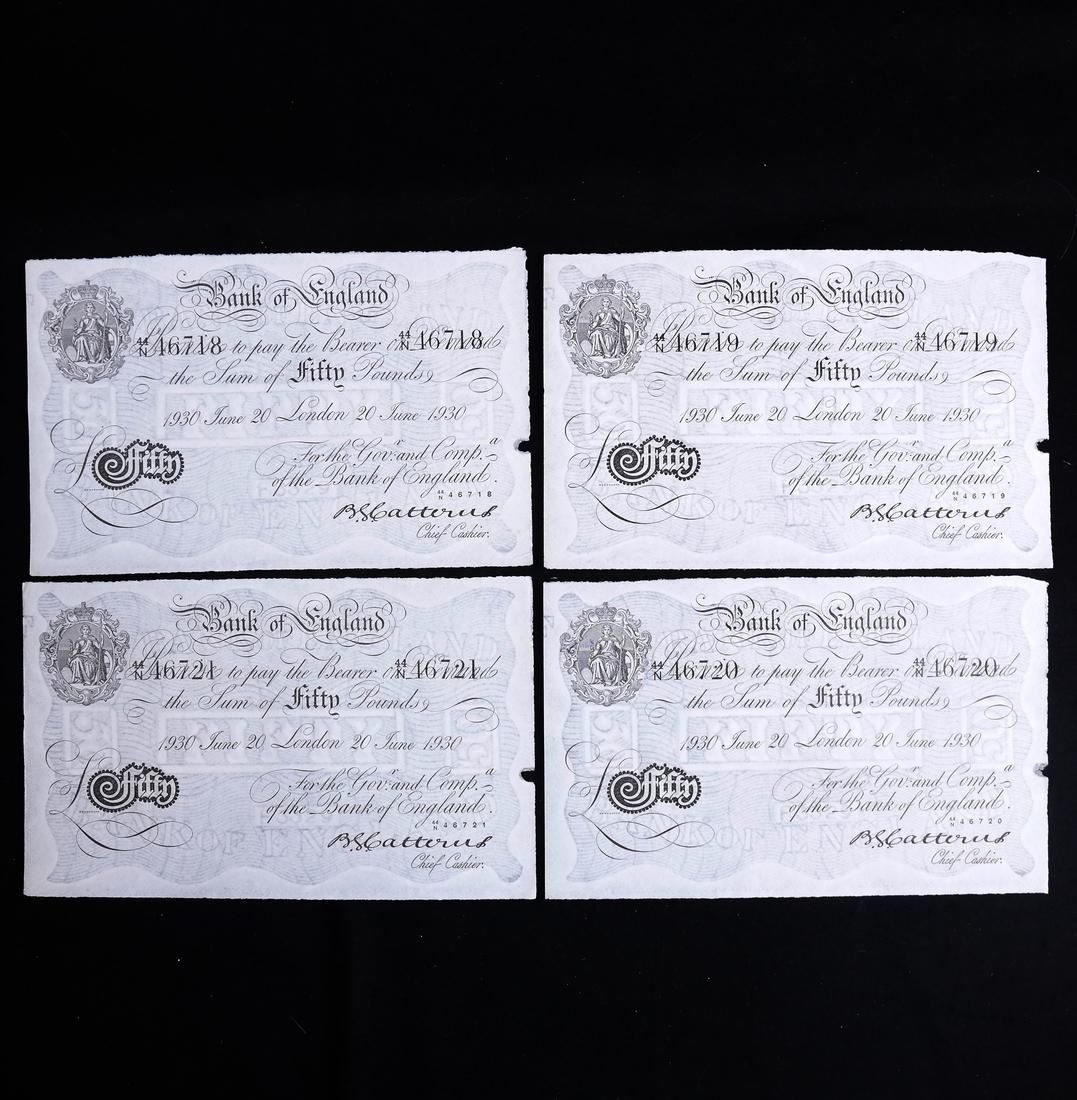 Bank of England
44/N 46718 to pay the Bearer on 44/N 46718
the Sum of Fifty Pounds
1930 June 20 London 20 June 1930
For the Gov.r and Comp.a
of the Bank of England.
£ Fifty
44/N 46718
B G Catterns
Chief Cashier.
Bank of England
44/N 46719 to pay the Bearer on 44/N 46719
the Sum of Fifty Pounds
1930 June 20 London 20 June 1930
For the Gov.r and Comp.a
of the Bank of England.
£ Fifty
44/N 46719
B G Catterns
Chief Cashier.
Bank of England
44/N 46721 to pay the Bearer on 44/N 46721
the Sum of Fifty Pounds
1930 June 20 London 20 June 1930
For the Gov.r and Comp.a
of the Bank of England.
£ Fifty
44/N 46721
B G Catterns
Chief Cashier.
Bank of England
44/N 46720 to pay the Bearer on 44/N 46720
the Sum of Fifty Pounds
1930 June 20 London 20 June 1930
For the Gov.r and Comp.a
of the Bank of England.
£ Fifty
44/N 46720
B G Catterns
Chief Cashier.